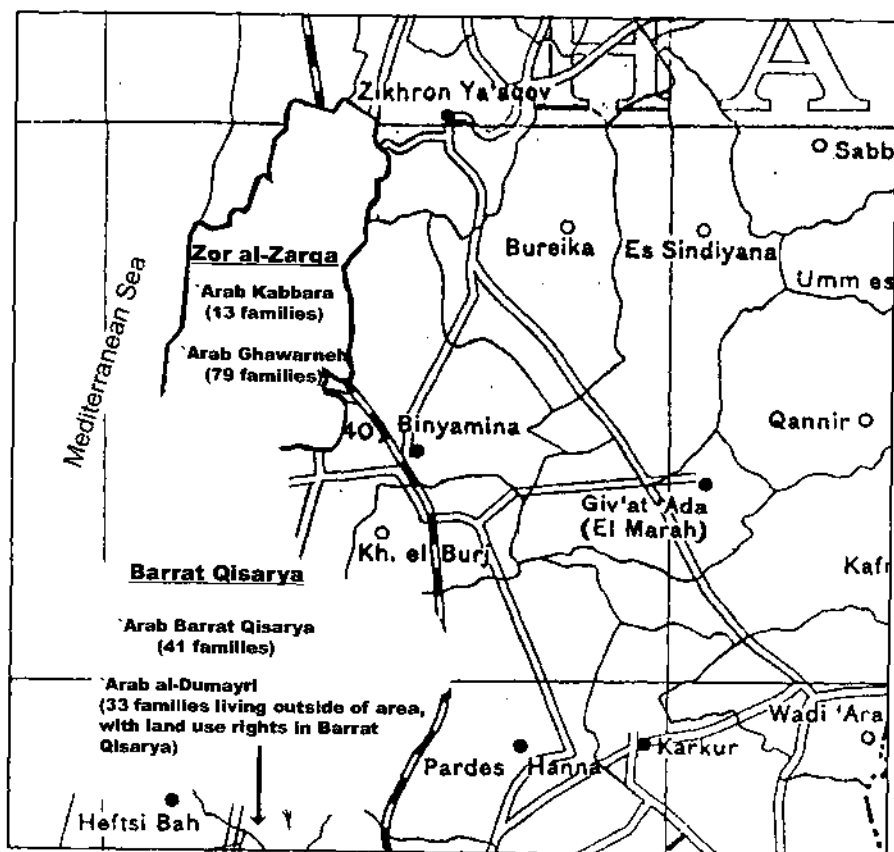 H A
Zikhron Ya'aqov
Sabb
Bureika
Es Sindiyana
Zor al-Zarqa
Umm es
`Arab Kabbara
(13 families)
Mediterranean Sea
`Arab Ghawarneh
(79 families)
40
Binyamina
Qannir
Giv'at 'Ada
(El Marah)
Kh. el Burj
Kafr
Barrat Qisarya
`Arab Barrat Qisarya
(41 families)
`Arab al-Dumayri
(33 families living outside of area,
with land use rights in Barrat
Qisarya)
Wadi 'Ara
Pardes Hanna
Karkur
Heftsi Bah